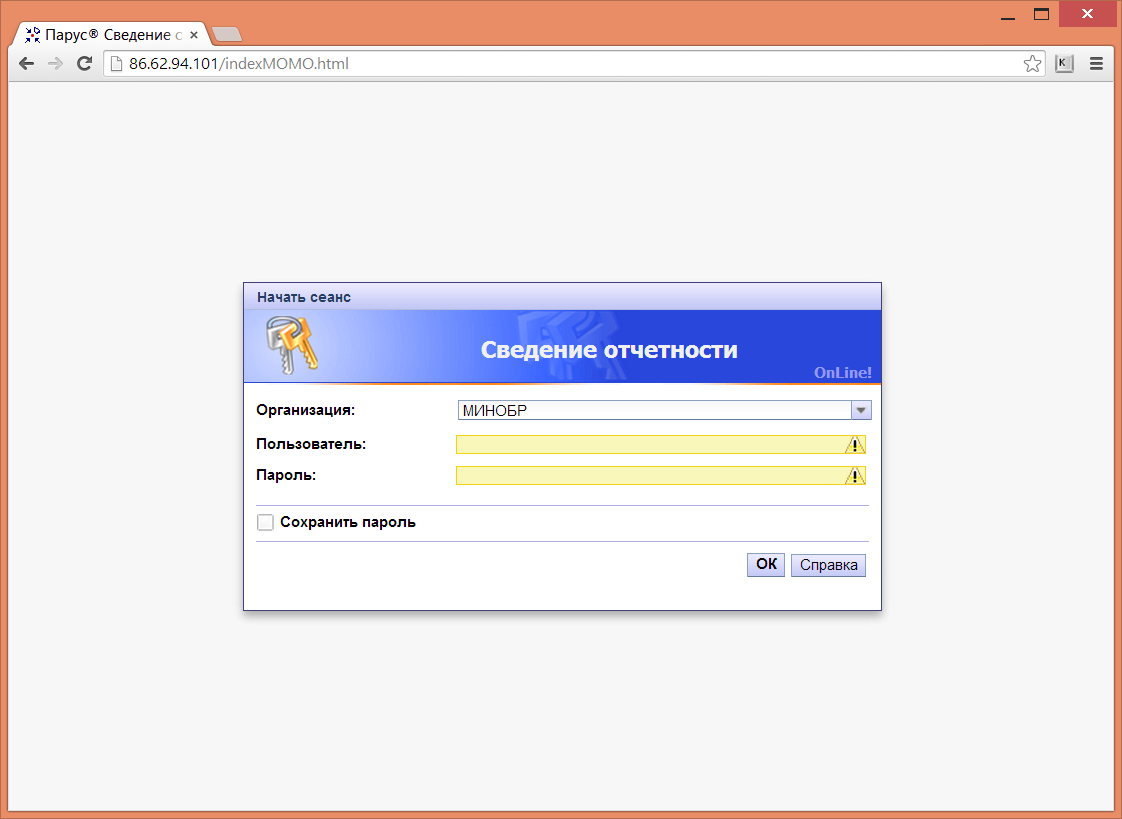 Парус® Сведение с
86.62.94.101/indexMOMO.html
K
Начать сеанс
Сведение отчетности
OnLine!
Организация:
МИНОБР
Пользователь:
Пароль:
Сохранить пароль
ОК Справка